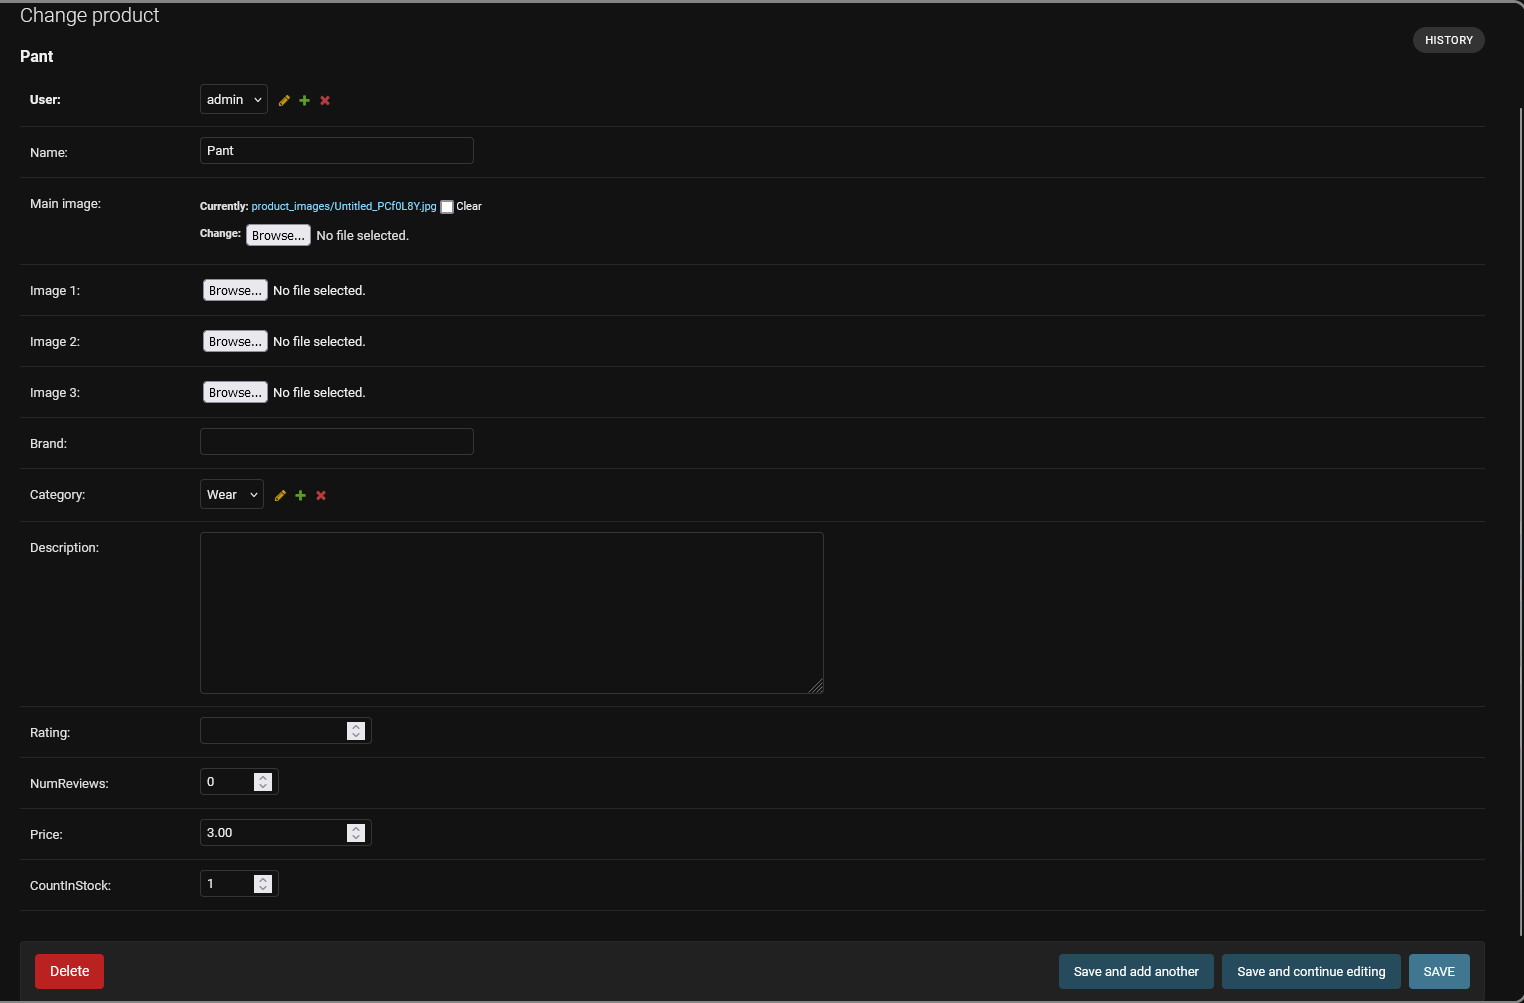 Change product
HISTORY
Pant
User: admin
Name: Pant
Main image: Currently: product_images/Untitled_PCf0L8Y.jpg Clear
Change: Browse... No file selected.
Image 1: Browse... No file selected.
Image 2: Browse... No file selected.
Image 3: Browse... No file selected.
Brand:
Category: Wear
Description:
Rating:
NumReviews: 0
Price: 3.00
CountInStock: 1
Delete Save and add another Save and continue editing SAVE